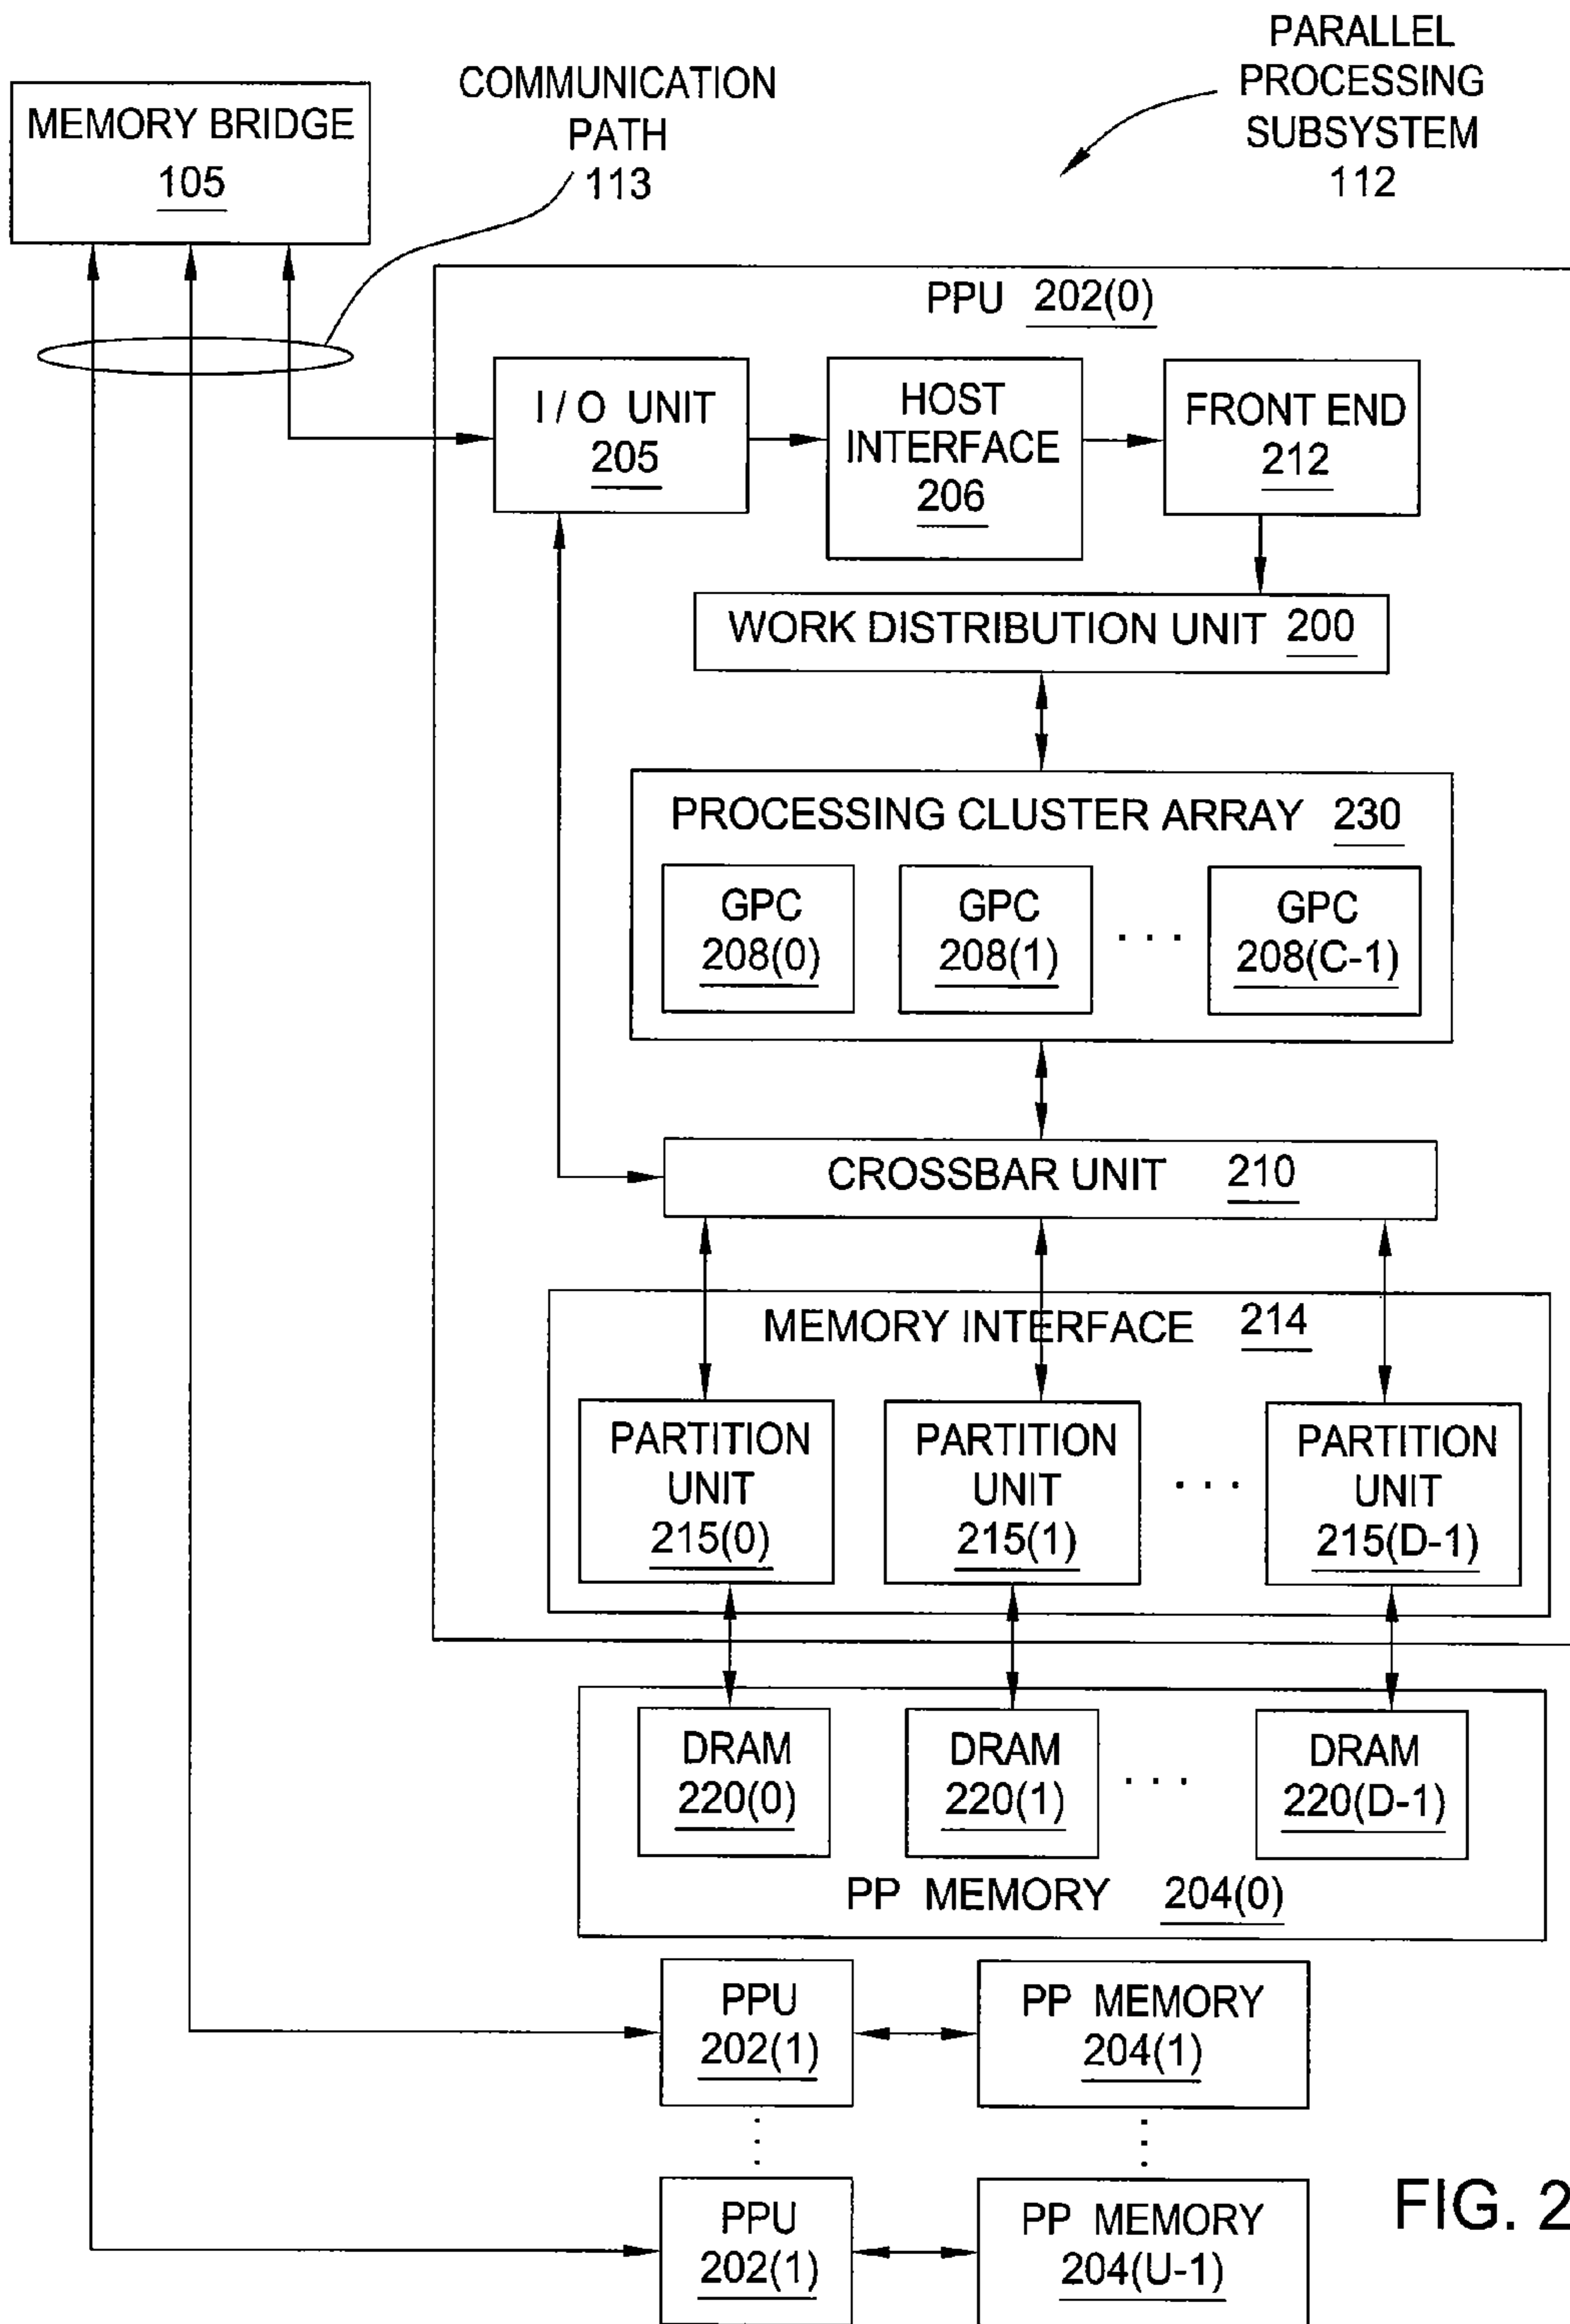 PARALLEL
PROCESSING
SUBSYSTEM
112
COMMUNICATION
PATH
113
MEMORY BRIDGE
105
PPU 202(0)
I / O UNIT
205
HOST
INTERFACE
206
FRONT END
212
WORK DISTRIBUTION UNIT 200
PROCESSING CLUSTER ARRAY 230
GPC
208(0)
GPC
208(1)
. . .
GPC
208(C-1)
CROSSBAR UNIT 210
MEMORY INTERFACE 214
PARTITION
UNIT
215(0)
PARTITION
UNIT
215(1)
. . .
PARTITION
UNIT
215(D-1)
DRAM
220(0)
DRAM
220(1)
. . .
DRAM
220(D-1)
PP MEMORY 204(0)
PPU
202(1)
PP MEMORY
204(1)
PPU
202(1)
PP MEMORY
204(U-1)
FIG. 2